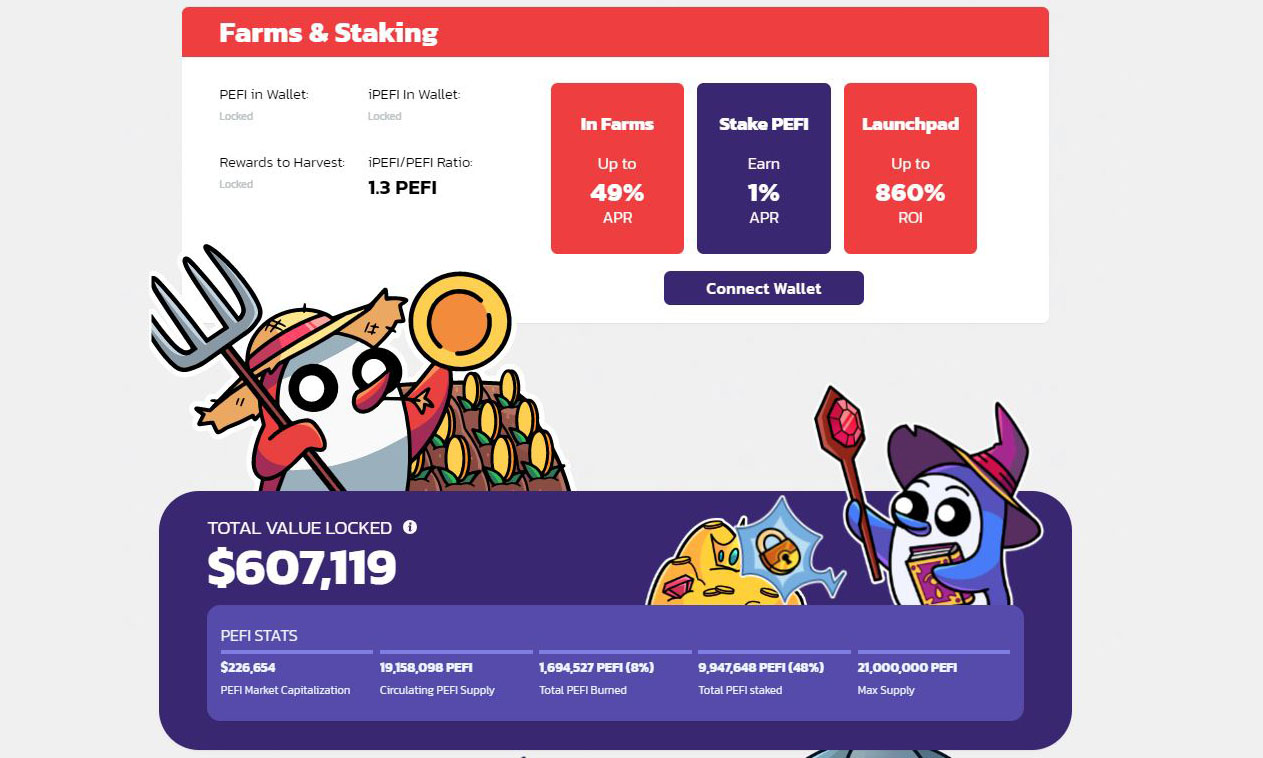 Farms & Staking
PEFI in Wallet:
Locked
iPEFI In Wallet:
Locked
Rewards to Harvest:
Locked
iPEFI/PEFI Ratio:
1.3 PEFI
In Farms
Up to
49%
APR
Stake PEFI
Earn
1%
APR
Launchpad
Up to
860%
ROI
Connect Wallet
TOTAL VALUE LOCKED i
$607,119
PEFI STATS
$226,654
PEFI Market Capitalization
19,158,098 PEFI
Circulating PEFI Supply
1,694,527 PEFI (8%)
Total PEFI Burned
9,947,648 PEFI (48%)
Total PEFI staked
21,000,000 PEFI
Max Supply